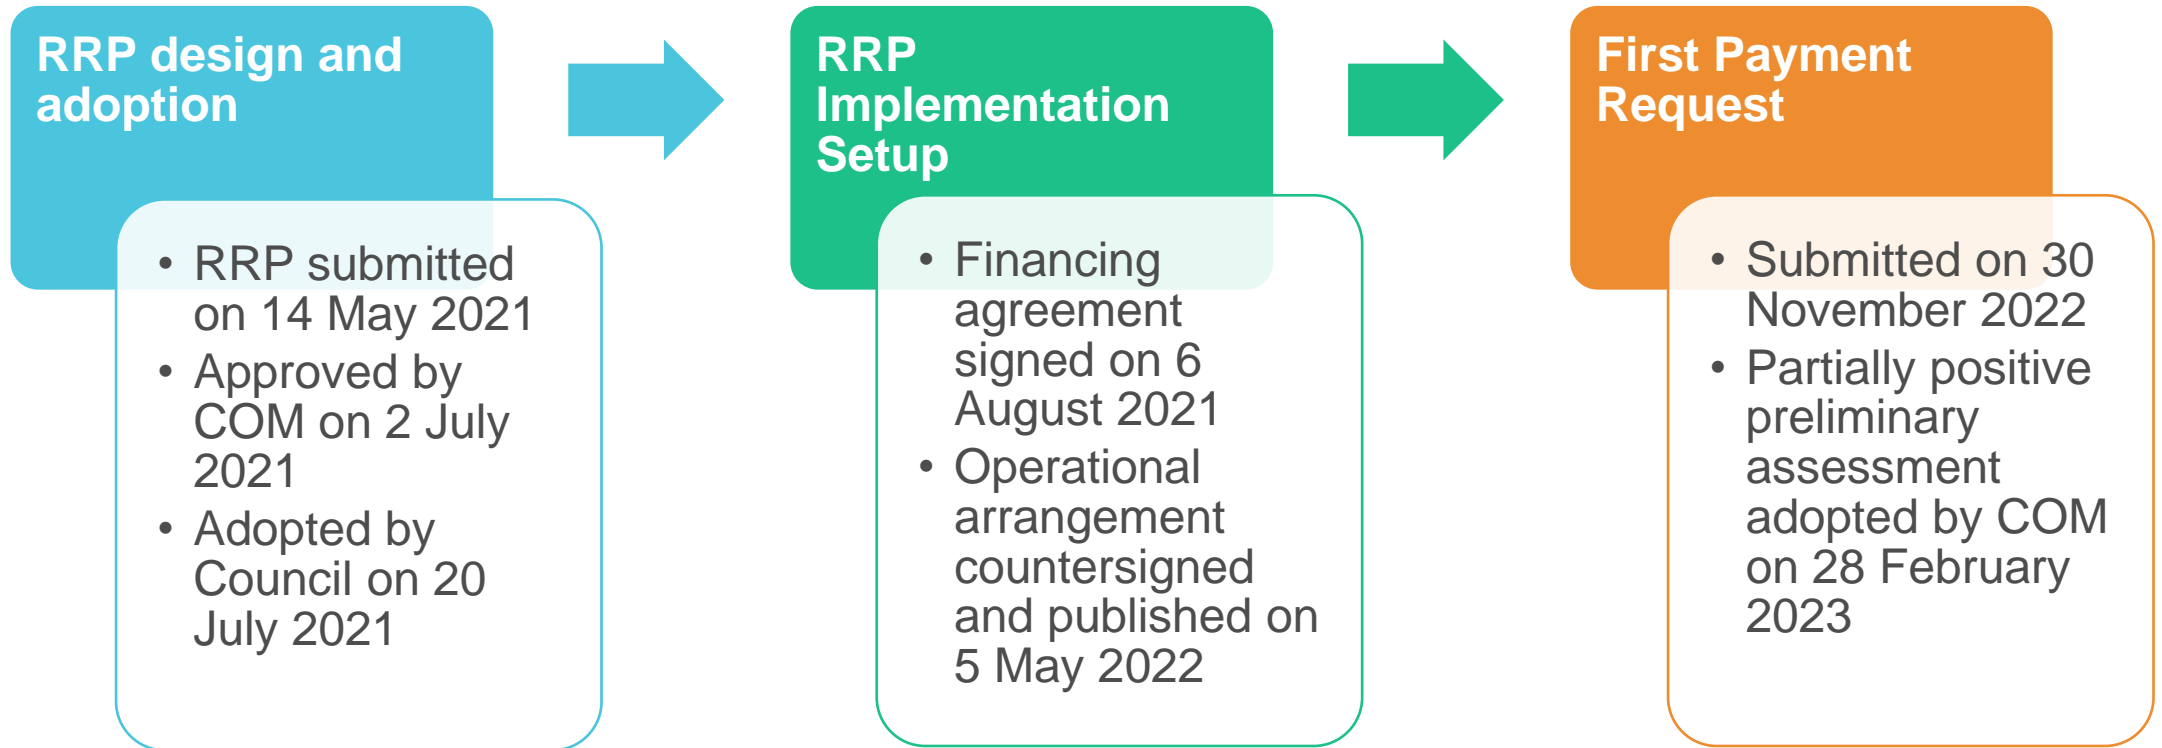 RRP design and
adoption
• RRP submitted
on 14 May 2021
• Approved by
COM on 2 July
2021
• Adopted by
Council on 20
July 2021
RRP
Implementation
Setup
• Financing
agreement
signed on 6
August 2021
• Operational
arrangement
countersigned
and published on
5 May 2022
First Payment
Request
• Submitted on 30
November 2022
• Partially positive
preliminary
assessment
adopted by COM
on 28 February
2023